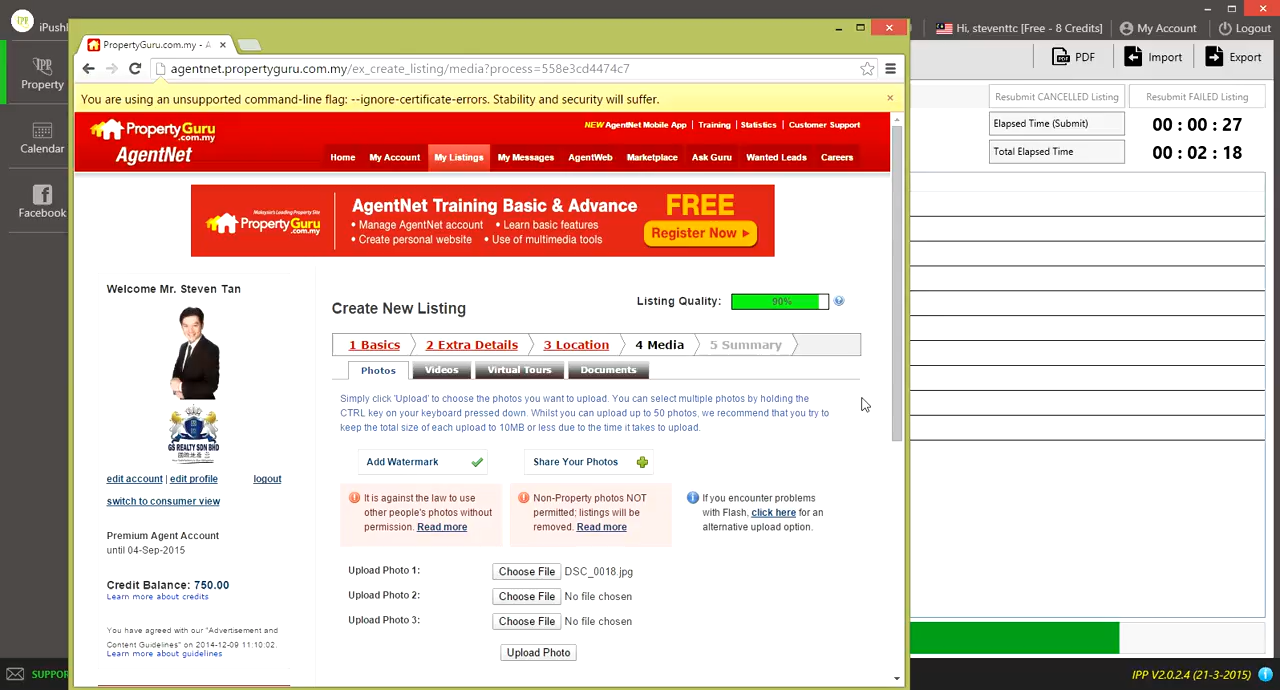 IPP
Hi, steventtc [Free - 8 Credits]
My Account
Logout
IPP
Property
Calendar
Facebook
PDF
Import
Export
Resubmit CANCELLED Listing
Resubmit FAILED Listing
Elapsed Time (Submit)
00 : 00 : 27
Total Elapsed Time
00 : 02 : 18
PropertyGuru.com.my - A
agentnet.propertyguru.com.my/ex_create_listing/media?process=558e3cd4474c7
You are using an unsupported command-line flag: --ignore-certificate-errors. Stability and security will suffer.
PropertyGuru
.com.my
AgentNet
NEW AgentNet Mobile App | Training | Statistics | Customer Support
Home My Account My Listings My Messages AgentWeb Marketplace Ask Guru Wanted Leads Careers
Malaysia's Leading Property Site
PropertyGuru
.com.my
AgentNet Training Basic & Advance
• Manage AgentNet account • Learn basic features
• Create personal website • Use of multimedia tools
FREE
Register Now
Welcome Mr. Steven Tan
GS REALTY SDN BHD
edit account | edit profile logout
switch to consumer view
Premium Agent Account
until 04-Sep-2015
Credit Balance: 750.00
Learn more about credits
You have agreed with our "Advertisement and
Content Guidelines" on 2014-12-09 11:10:02.
Learn more about guidelines
Create New Listing
Listing Quality: 90%
1 Basics 2 Extra Details 3 Location 4 Media 5 Summary
Photos Videos Virtual Tours Documents
Simply click 'Upload' to choose the photos you want to upload. You can select multiple photos by holding the
CTRL key on your keyboard pressed down. Whilst you can upload up to 50 photos, we recommend that you try to
keep the total size of each upload to 10MB or less due to the time it takes to upload.
Add Watermark
Share Your Photos
It is against the law to use
other people's photos without
permission. Read more
Non-Property photos NOT
permitted; listings will be
removed. Read more
If you encounter problems
with Flash, click here for an
alternative upload option.
Upload Photo 1: Choose File DSC_0018.jpg
Upload Photo 2: Choose File No file chosen
Upload Photo 3: Choose File No file chosen
Upload Photo
IPP V2.0.2.4 (21-3-2015)